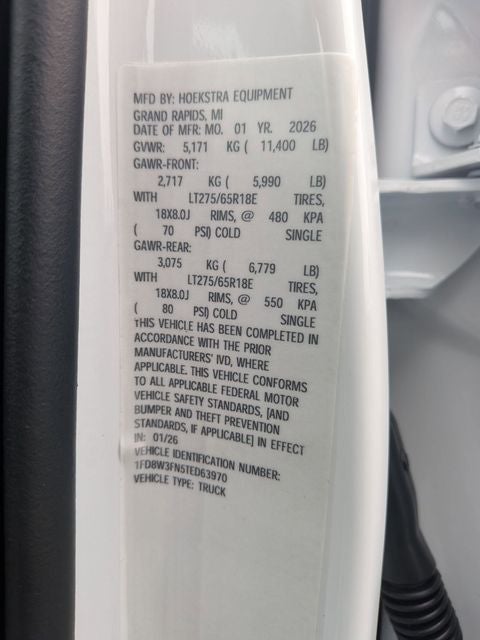 MFD BY: HOEKSTRA EQUIPMENT
GRAND RAPIDS, MI
DATE OF MFR: MO. 01 YR. 2026
GVWR: 5,171 KG ( 11,400 LB)
GAWR-FRONT:
2,717 KG ( 5,990 LB)
WITH LT275/65R18E TIRES,
18X8.0J RIMS, @ 480 KPA
( 70 PSI) COLD SINGLE
GAWR-REAR:
3,075 KG ( 6,779 LB)
WITH LT275/65R18E TIRES,
18X8.0J RIMS, @ 550 KPA
( 80 PSI) COLD SINGLE
THIS VEHICLE HAS BEEN COMPLETED IN
ACCORDANCE WITH THE PRIOR
MANUFACTURERS' IVD, WHERE
APPLICABLE. THIS VEHICLE CONFORMS
TO ALL APPLICABLE FEDERAL MOTOR
VEHICLE SAFETY STANDARDS, [AND
BUMPER AND THEFT PREVENTION
STANDARDS, IF APPLICABLE] IN EFFECT
IN: 01/26
VEHICLE IDENTIFICATION NUMBER:
1FD8W3FN5TED63970
VEHICLE TYPE: TRUCK